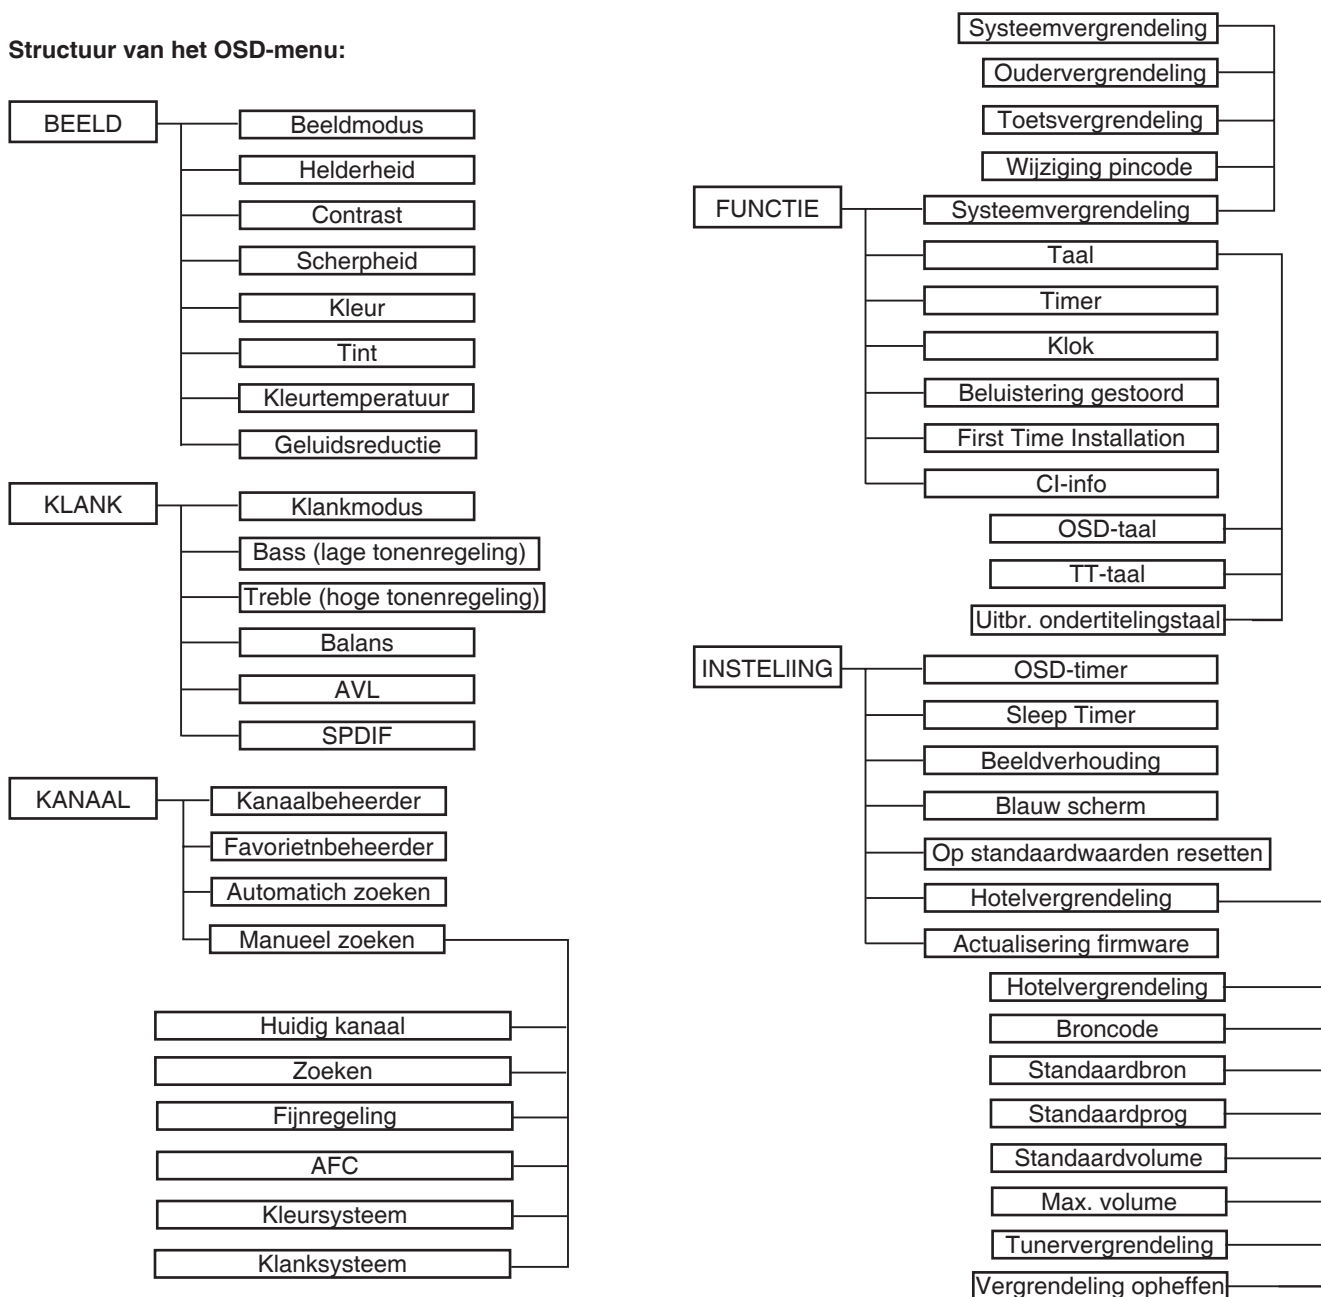 Structuur van het OSD-menu:
BEELD
Beeldmodus
Helderheid
Contrast
Scherpheid
Kleur
Tint
Kleurtemperatuur
Geluidsreductie
KLANK
Klankmodus
Bass (lage tonenregeling)
Treble (hoge tonenregeling)
Balans
AVL
SPDIF
KANAAL
Kanaalbeheerder
Favorietnbeheerder
Automatich zoeken
Manueel zoeken
Huidig kanaal
Zoeken
Fijnregeling
AFC
Kleursysteem
Klanksysteem
Systeemvergrendeling
Oudervergrendeling
Toetsvergrendeling
Wijziging pincode
FUNCTIE
Systeemvergrendeling
Taal
Timer
Klok
Beluistering gestoord
First Time Installation
CI-info
OSD-taal
TT-taal
Uitbr. ondertitelingstaal
INSTELIING
OSD-timer
Sleep Timer
Beeldverhouding
Blauw scherm
Op standaardwaarden resetten
Hotelvergrendeling
Actualisering firmware
Hotelvergrendeling
Broncode
Standaardbron
Standaardprog
Standaardvolume
Max. volume
Tunervergrendeling
Vergrendeling opheffen